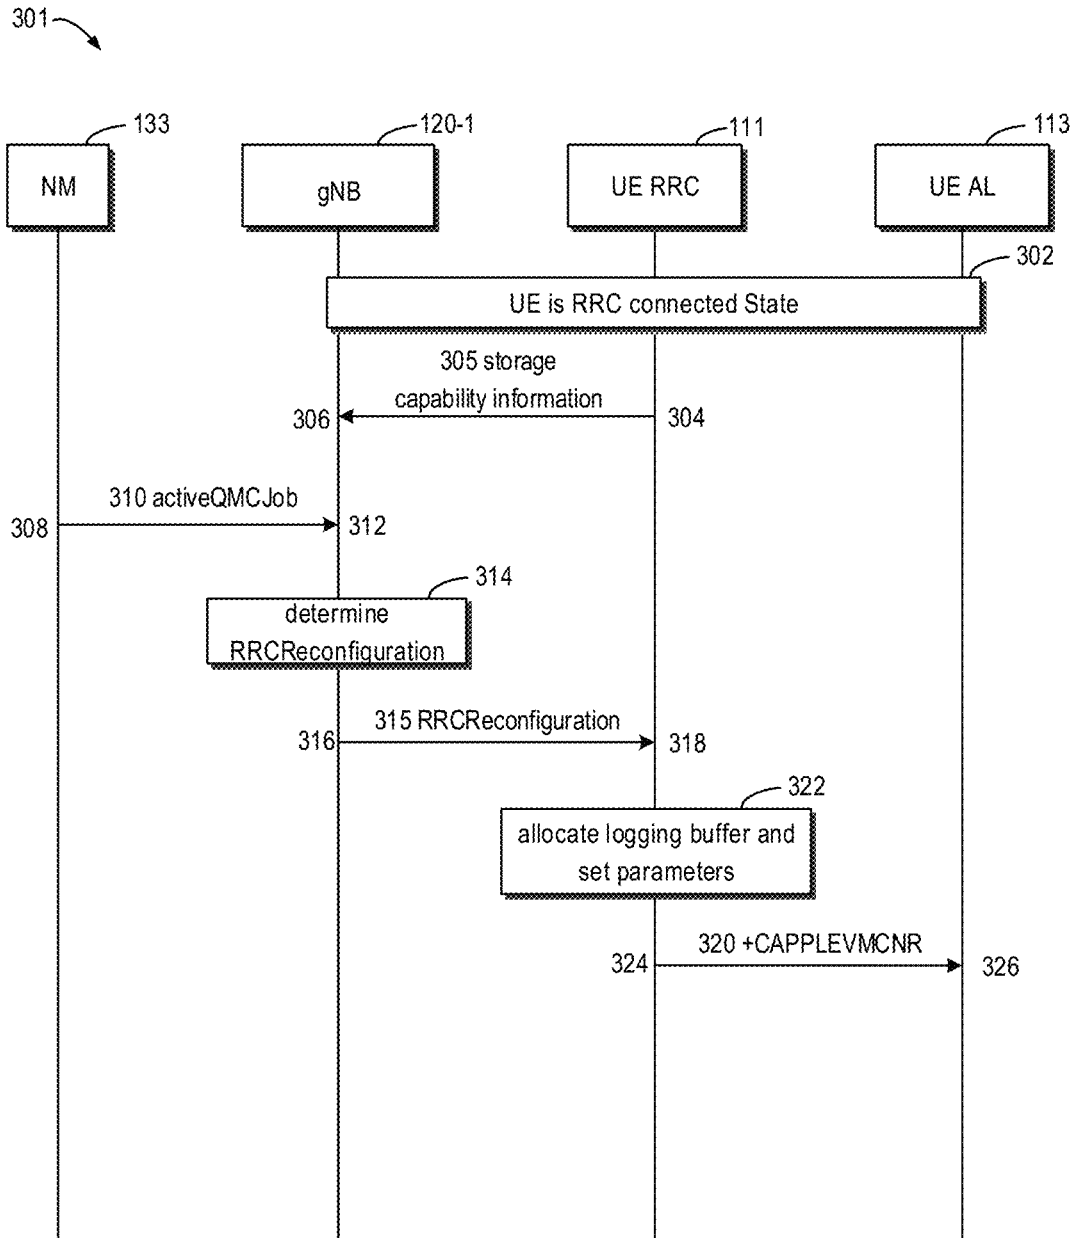 301
133
120-1
111
113
NM
gNB
UE RRC
UE AL
302
UE is RRC connected State
305 storage
capability information
306
304
310 activeQMCJob
308
312
314
determine
RRCReconfiguration
315 RRCReconfiguration
316
318
322
allocate logging buffer and
set parameters
320 +CAPPLEVMCNR
324
326